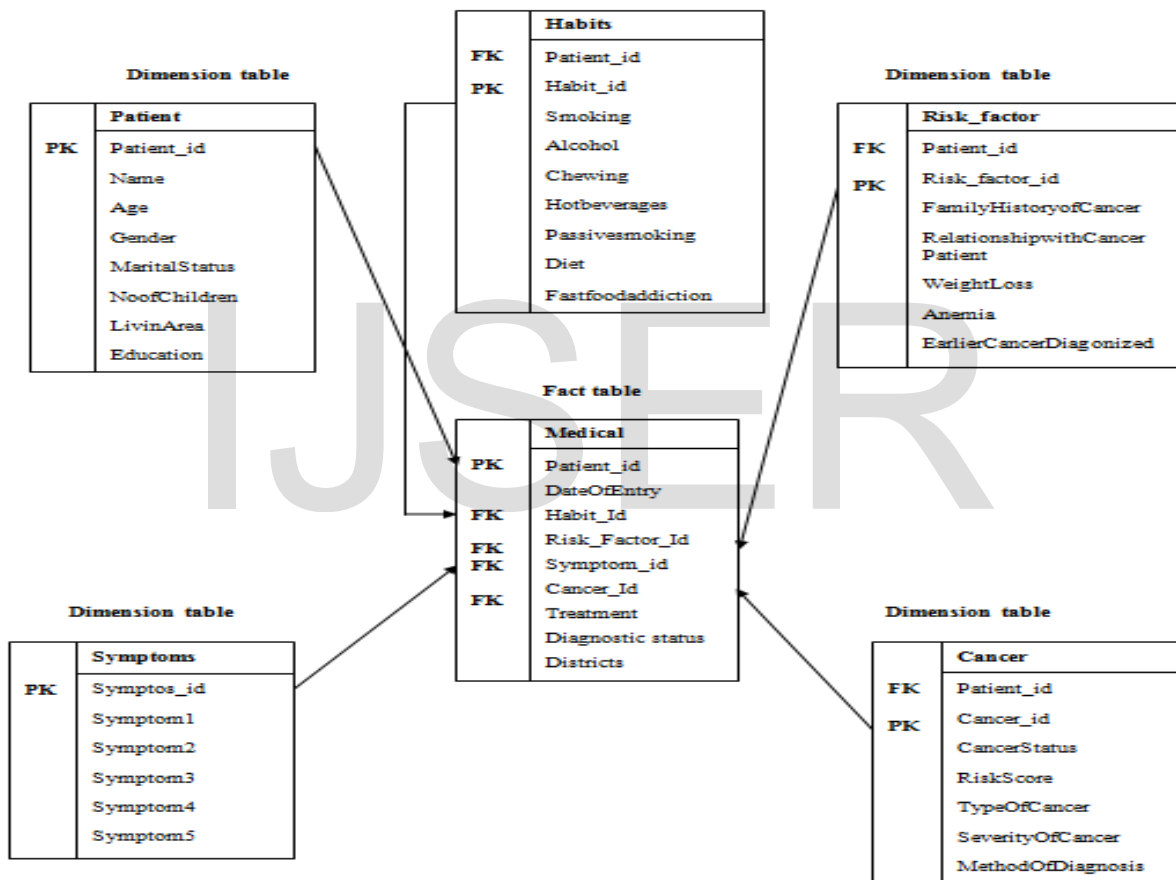 Habits
FK Patient_id
PK Habit_id
Smoking
Alcohol
Chewing
Hotbeverages
Passivesmoking
Diet
Fastfoodaddiction
Dimension table
Patient
PK Patient_id
Name
Age
Gender
MaritalStatus
NoofChildren
LivinArea
Education
Dimension table
Risk_factor
FK Patient_id
PK Risk_factor_id
FamilyHistoryofCancer
RelationshipwithCancer
Patient
WeightLoss
Anemia
EarlierCancerDiagonized
IJSER
Fact table
Medical
PK Patient_id
DateOfEntry
FK Habit_Id
FK Risk_Factor_Id
FK Symptom_id
FK Cancer_Id
Treatment
Diagnostic status
Districts
Dimension table
Symptoms
PK Symptos_id
Symptom1
Symptom2
Symptom3
Symptom4
Symptom5
Dimension table
Cancer
FK Patient_id
PK Cancer_id
CancerStatus
RiskScore
TypeOfCancer
SeverityOfCancer
MethodOfDiagnosis